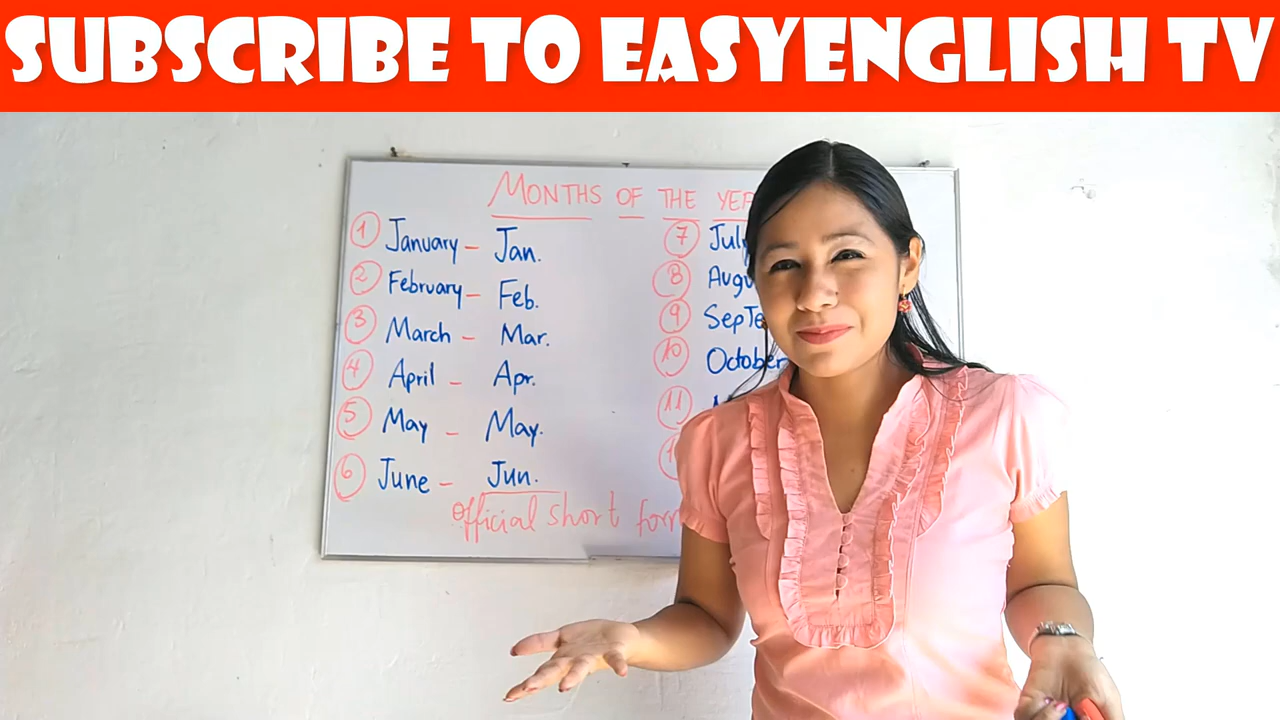 SUBSCRIBE TO EASYENGLISH TV
MONTHS OF THE
1 January - Jan.
2 February - Feb.
3 March - Mar.
4 April - Apr.
5 May - May.
6 June - Jun.
Official short
7 July
8
9
10 October
11